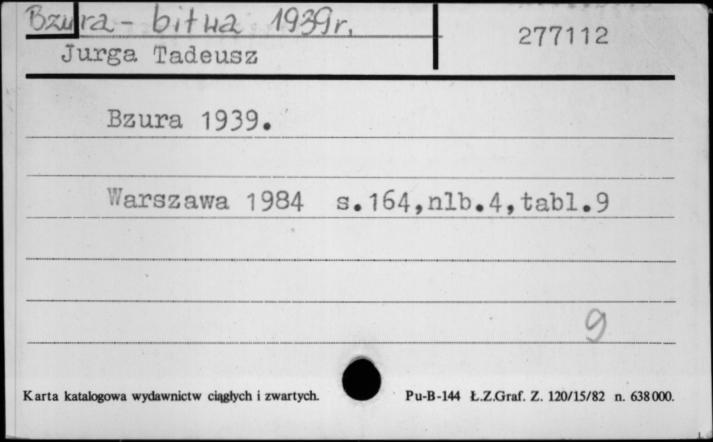 Bzura - bitwa 1939r.
277112
Jurga Tadeusz
Bzura 1939.
Warszawa 1984 s.164,nlb.4,tabl.9
9
Karta katalogowa wydawnictw ciągłych i zwartych.
Pu-B-144 Ł.Z.Graf. Z. 120/15/82 n. 638000.